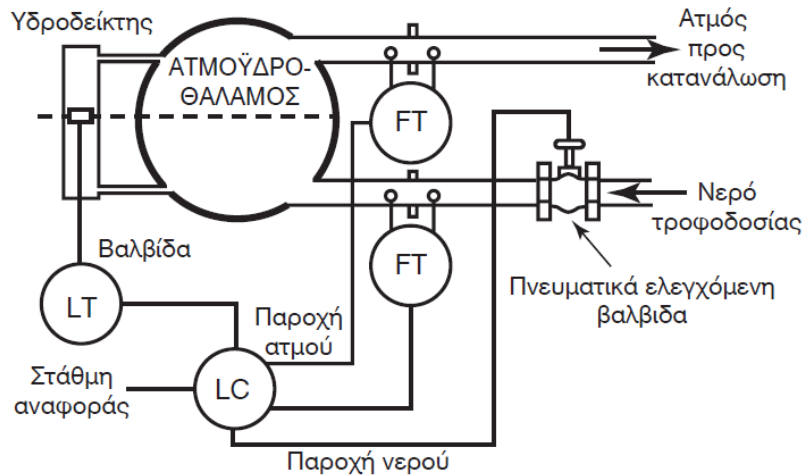 Υδροδείκτης
ΑΤΜΟΫΔΡΟ-
ΘΑΛΑΜΟΣ
Ατμός
προς
κατανάλωση
FT
Νερό
τροφοδοσίας
Βαλβίδα
FT
Πνευματικά ελεγχόμενη
βαλβιδα
LT
Παροχή
ατμού
Στάθμη
αναφοράς
LC
Παροχή νερού